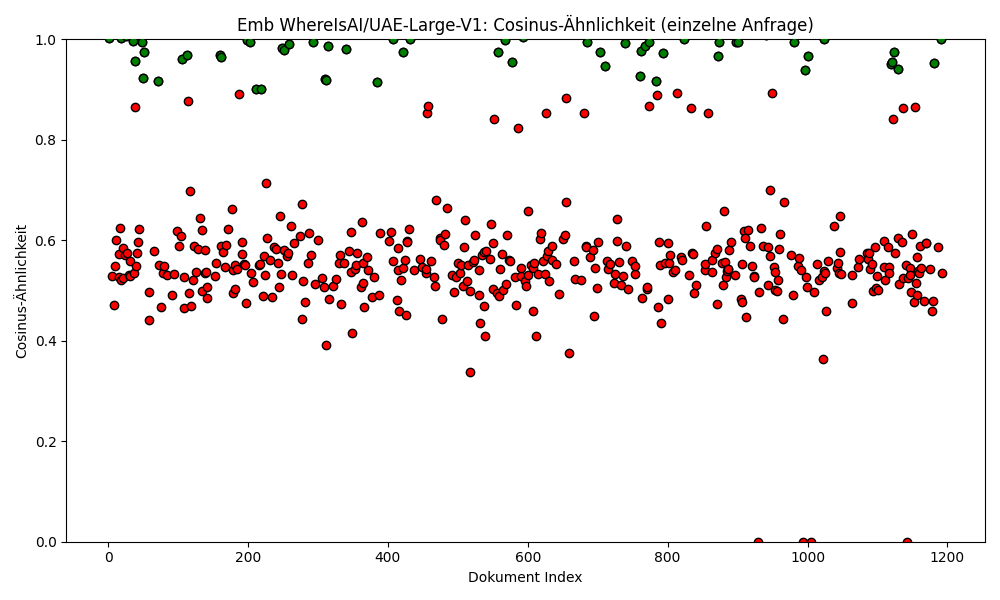 Emb WhereIsAI/UAE-Large-V1: Cosinus-Ähnlichkeit (einzelne Anfrage)
1.0
0.8
0.6
0.4
0.2
0.0
Cosinus-Ähnlichkeit
0 200 400 600 800 1000 1200
Dokument Index